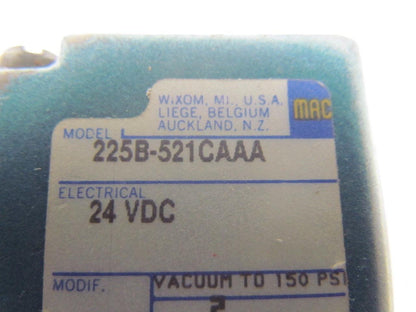 WIXOM, MI. U.S.A.
LIEGE, BELGIUM
AUCKLAND, N.Z.
MAC
MODEL
225B-521CAAA
ELECTRICAL
24 VDC
MODIF.
VACUUM TO 150 PSI